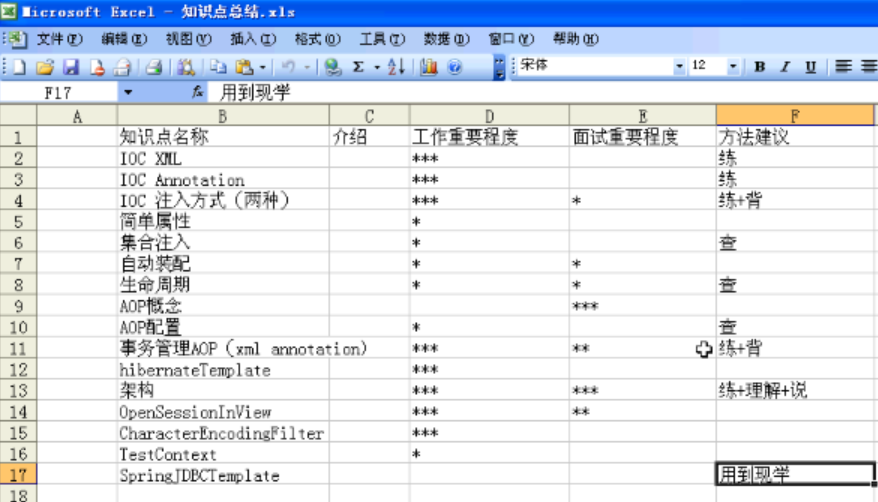 Microsoft Excel - 知识点总结.xls
文件(F) 编辑(E) 视图(V) 插入(I) 格式(O) 工具(T) 数据(D) 窗口(W) 帮助(H)
宋体 12 B I U
F17 fx 用到现学
A B C D E F
1 知识点名称 介绍 工作重要程度 面试重要程度 方法建议
2 IOC XML *** 练
3 IOC Annotation *** 练
4 IOC 注入方式（两种） *** * 练+背
5 简单属性 *
6 集合注入 * 查
7 自动装配 * *
8 生命周期 * * 查
9 AOP概念 ***
10 AOP配置 * 查
11 事务管理AOP（xml annotation） *** ** 练+背
12 hibernateTemplate ***
13 架构 *** *** 练+理解+说
14 OpenSessionInView *** **
15 CharacterEncodingFilter ***
16 TestContext *
17 SpringJDBCTemplate 用到现学
18